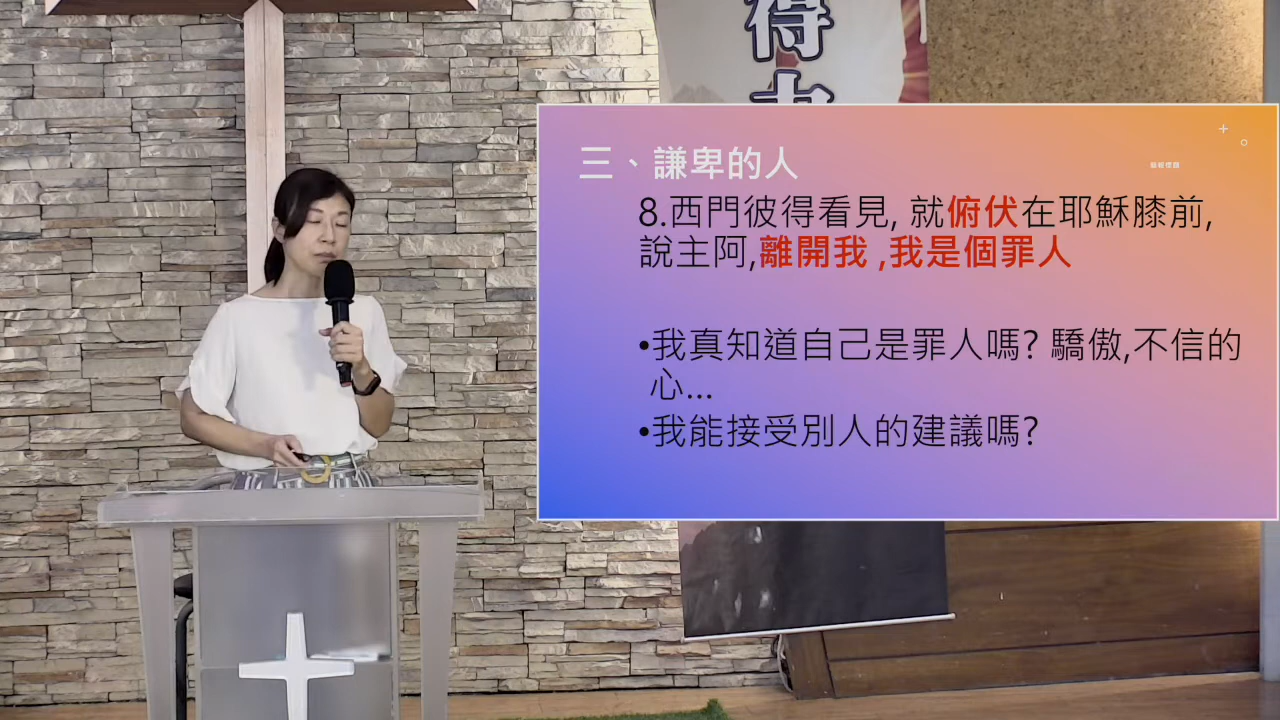 得
三、謙卑的人
8.西門彼得看見, 就俯伏在耶穌膝前,
說主阿,離開我 ,我是個罪人
•我真知道自己是罪人嗎? 驕傲,不信的
心...
•我能接受別人的建議嗎?